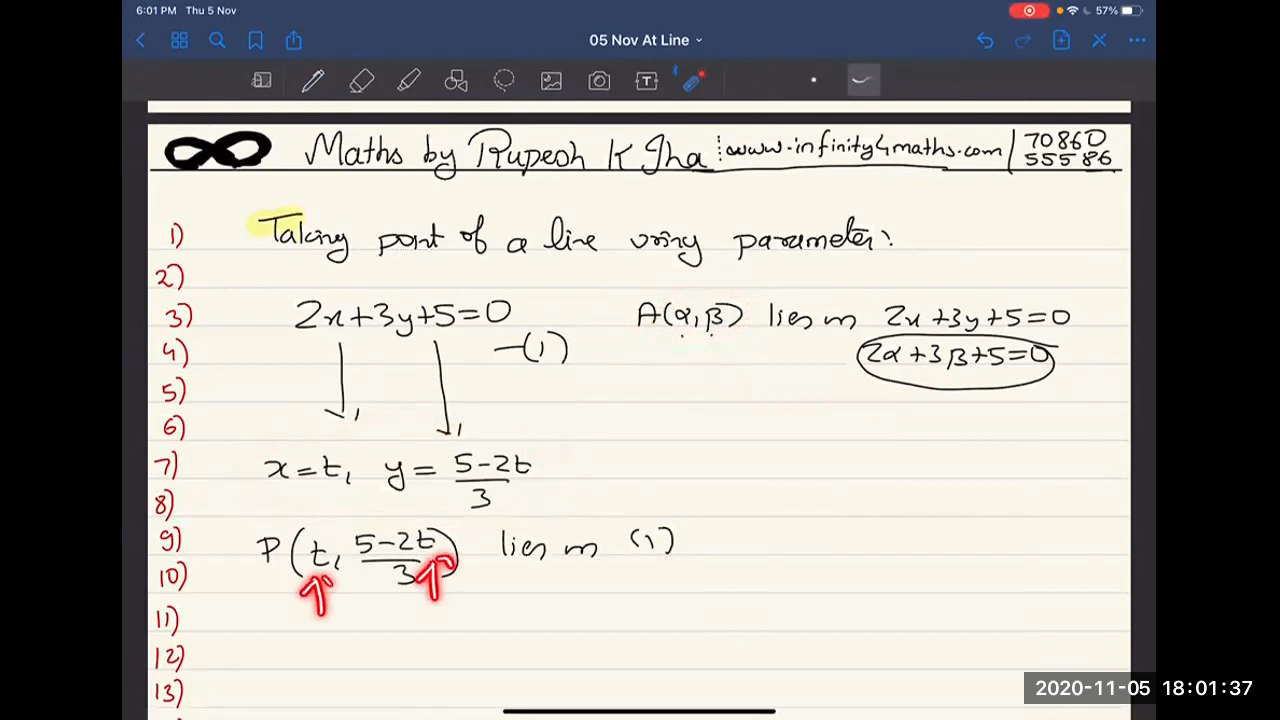 6:01 PM Thu 5 Nov
57%
05 Nov At Line
T
Maths by Rupesh K Jha
www.infinity4maths.com
70860
55586
1) Taking point of a line using parameter:
2)
3) 2x+3y+5=0 A(α,β) lies on 2x+3y+5=0
4) —(1) 2α+3β+5=0
5)
6)
7) x=t, y=(5-2t)/3
8)
9) P(t, (5-2t)/3) lies on (1)
10)
11)
12)
13)
2020-11-05 18:01:37